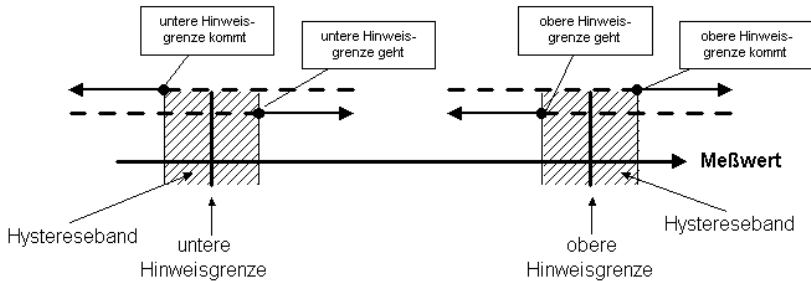 untere Hinweis-
grenze kommt
untere Hinweis-
grenze geht
obere Hinweis-
grenze geht
obere Hinweis-
grenze kommt
Meßwert
Hystereseband
untere
Hinweisgrenze
obere
Hinweisgrenze
Hystereseband